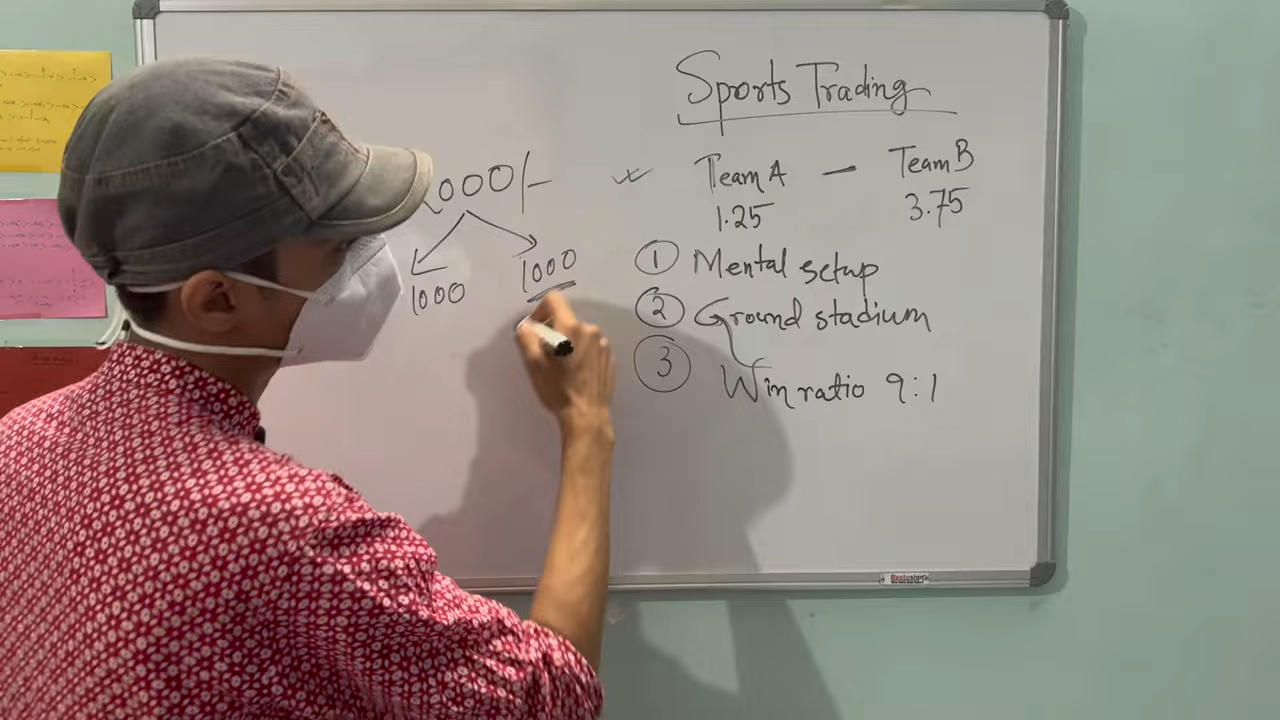 Sports Trading
000/-
1000 1000
Team A — Team B
1.25 3.75
① Mental setup
② Ground stadium
③
Win ratio 9:1